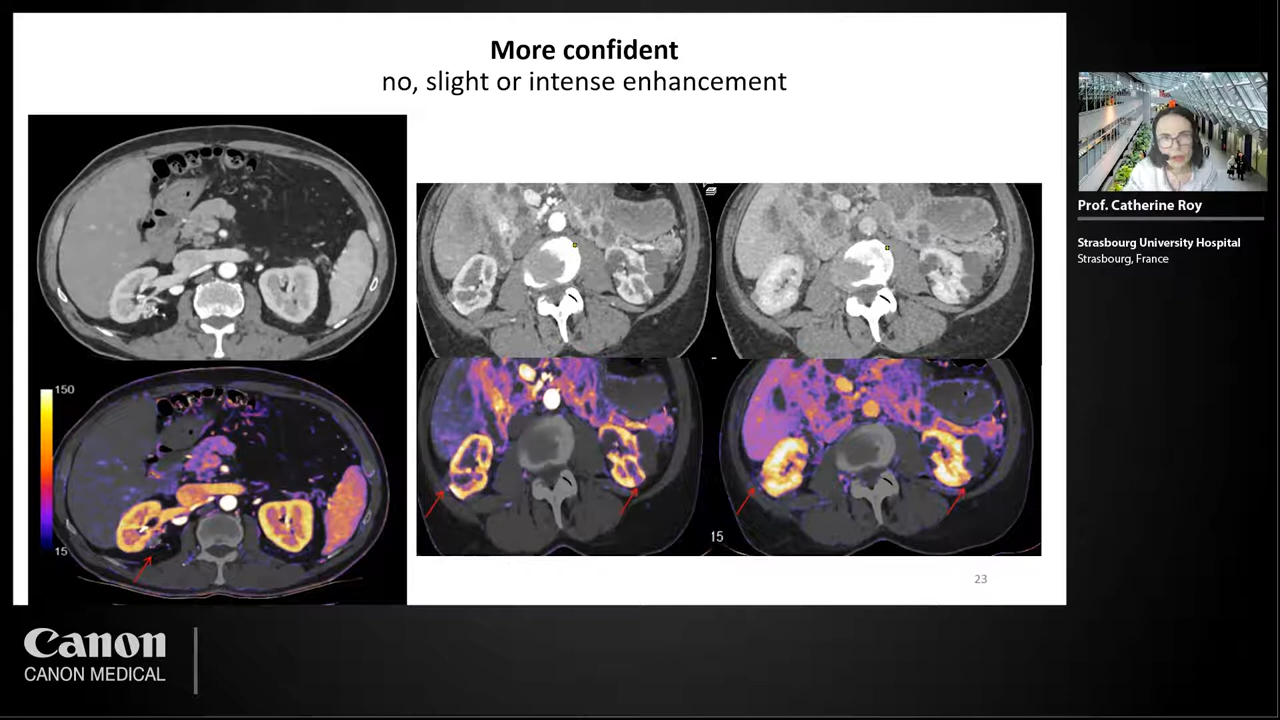 More confident
no, slight or intense enhancement
150
15
15
23
Prof. Catherine Roy
Strasbourg University Hospital
Strasbourg, France
Canon
CANON MEDICAL